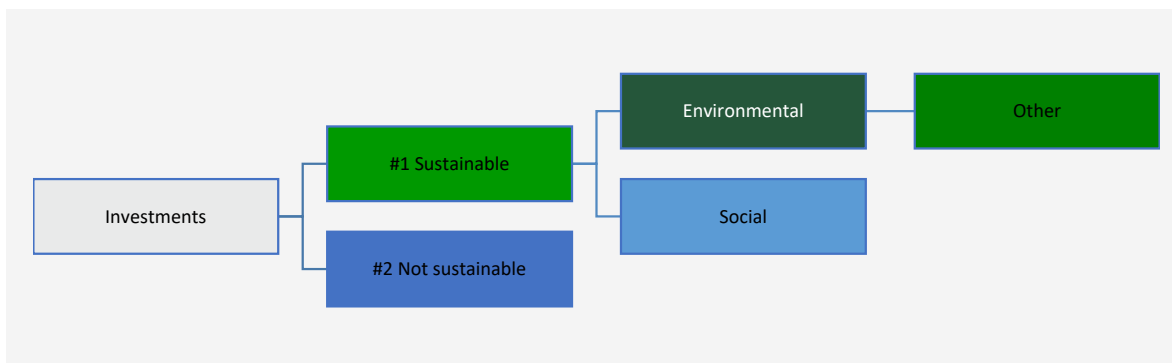 Investments
#1 Sustainable
#2 Not sustainable
Environmental
Social
Other